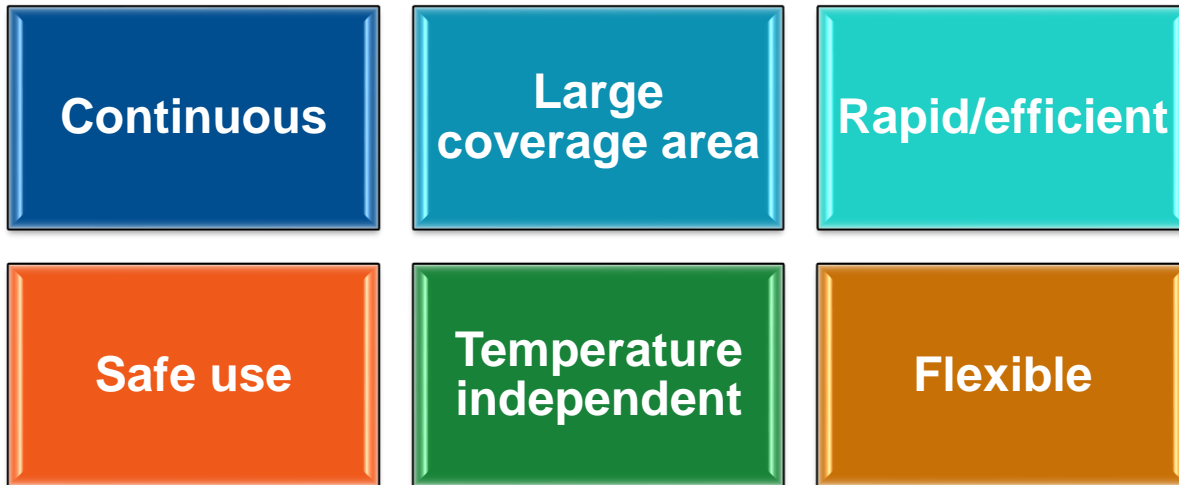 Continuous
Large
coverage area
Rapid/efficient
Safe use
Temperature
independent
Flexible